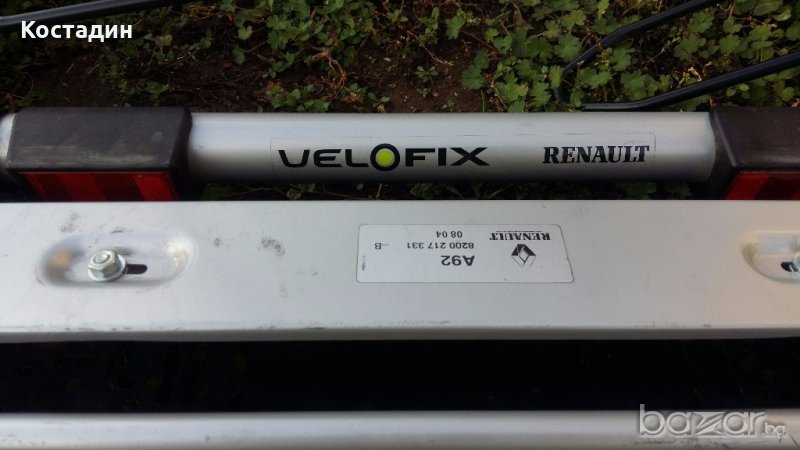 Костадин
VELOFIX RENAULT
RENAULT
A92
8200 217 331 --B
08 04
bazar.bg